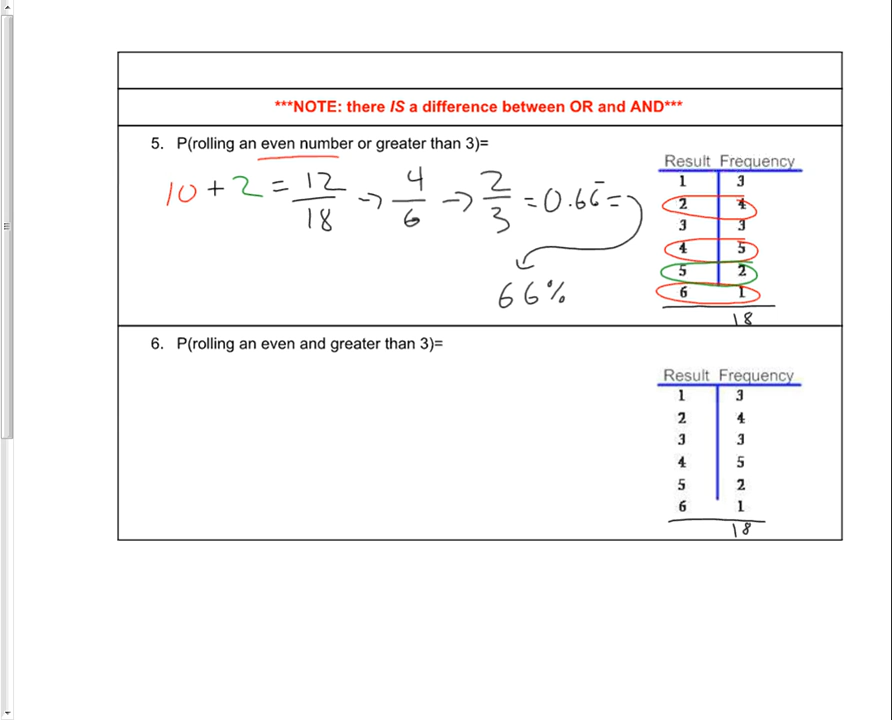 ***NOTE: there IS a difference between OR and AND***
5. P(rolling an even number or greater than 3)=
10 + 2 = 12/18 → 4/6 → 2/3 = 0.66 =
66%
Result Frequency
1 3
2 4
3 3
4 5
5 2
6 1
18
6. P(rolling an even and greater than 3)=
Result Frequency
1 3
2 4
3 3
4 5
5 2
6 1
18